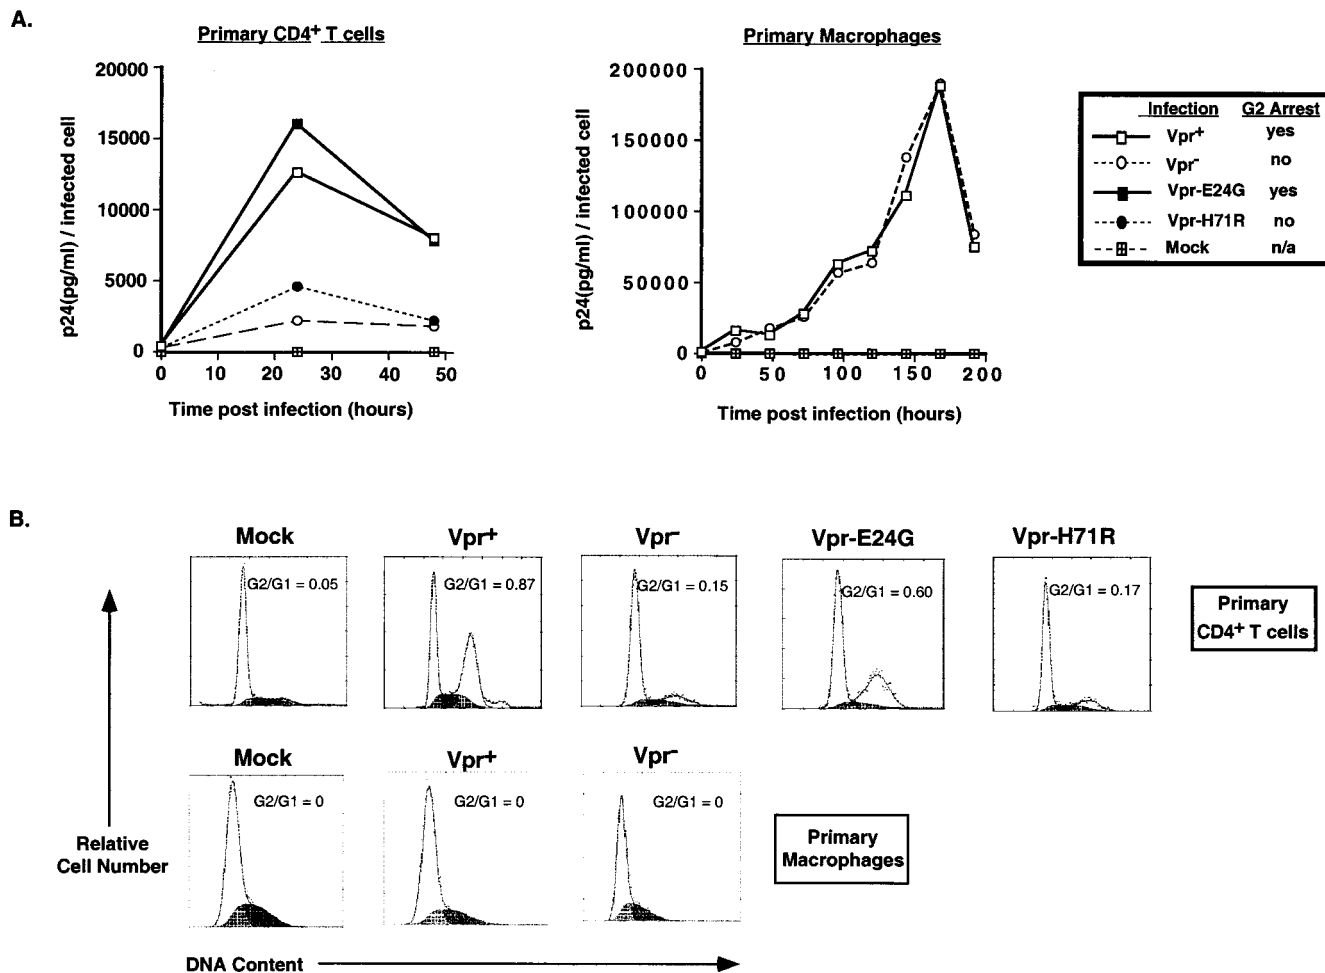 A.
Primary CD4+ T cells
20000
15000
10000
5000
0
p24(pg/ml) / infected cell
0 10 20 30 40 50
Time post infection (hours)
Primary Macrophages
200000
150000
100000
50000
0
p24(pg/ml) / infected cell
0 50 100 150 200
Time post infection (hours)
Infection G2 Arrest
Vpr+ yes
Vpr- no
Vpr-E24G yes
Vpr-H71R no
Mock n/a
B.
Mock Vpr+ Vpr- Vpr-E24G Vpr-H71R
G2/G1 = 0.05 G2/G1 = 0.87 G2/G1 = 0.15 G2/G1 = 0.60 G2/G1 = 0.17
Primary
CD4+ T cells
Mock Vpr+ Vpr-
G2/G1 = 0 G2/G1 = 0 G2/G1 = 0
Primary
Macrophages
Relative
Cell Number
DNA Content